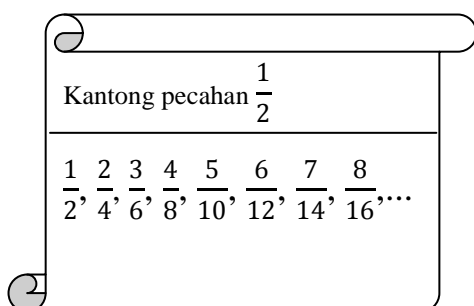 Kantong pecahan 1/2
1/2, 2/4, 3/6, 4/8, 5/10, 6/12, 7/14, 8/16,...